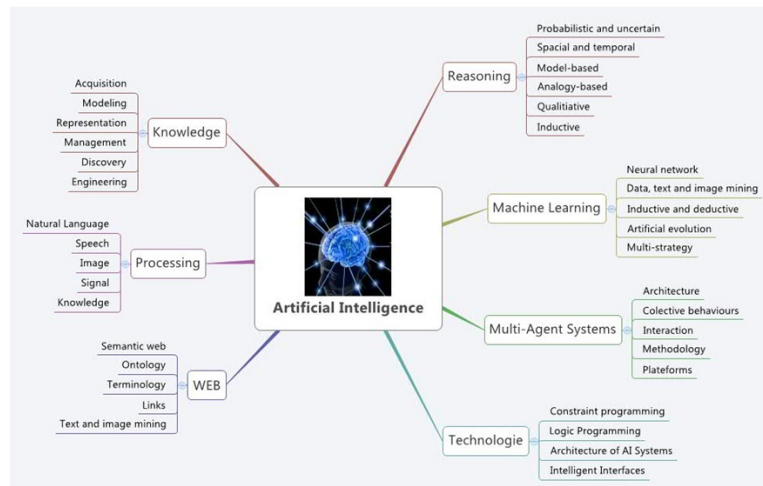 Artificial Intelligence
Knowledge
Acquisition
Modeling
Representation
Management
Discovery
Engineering
Processing
Natural Language
Speech
Image
Signal
Knowledge
WEB
Semantic web
Ontology
Terminology
Links
Text and image mining
Reasoning
Probabilistic and uncertain
Spacial and temporal
Model-based
Analogy-based
Qualitiative
Inductive
Machine Learning
Neural network
Data, text and image mining
Inductive and deductive
Artificial evolution
Multi-strategy
Multi-Agent Systems
Architecture
Colective behaviours
Interaction
Methodology
Plateforms
Technologie
Constraint programming
Logic Programming
Architecture of AI Systems
Intelligent Interfaces